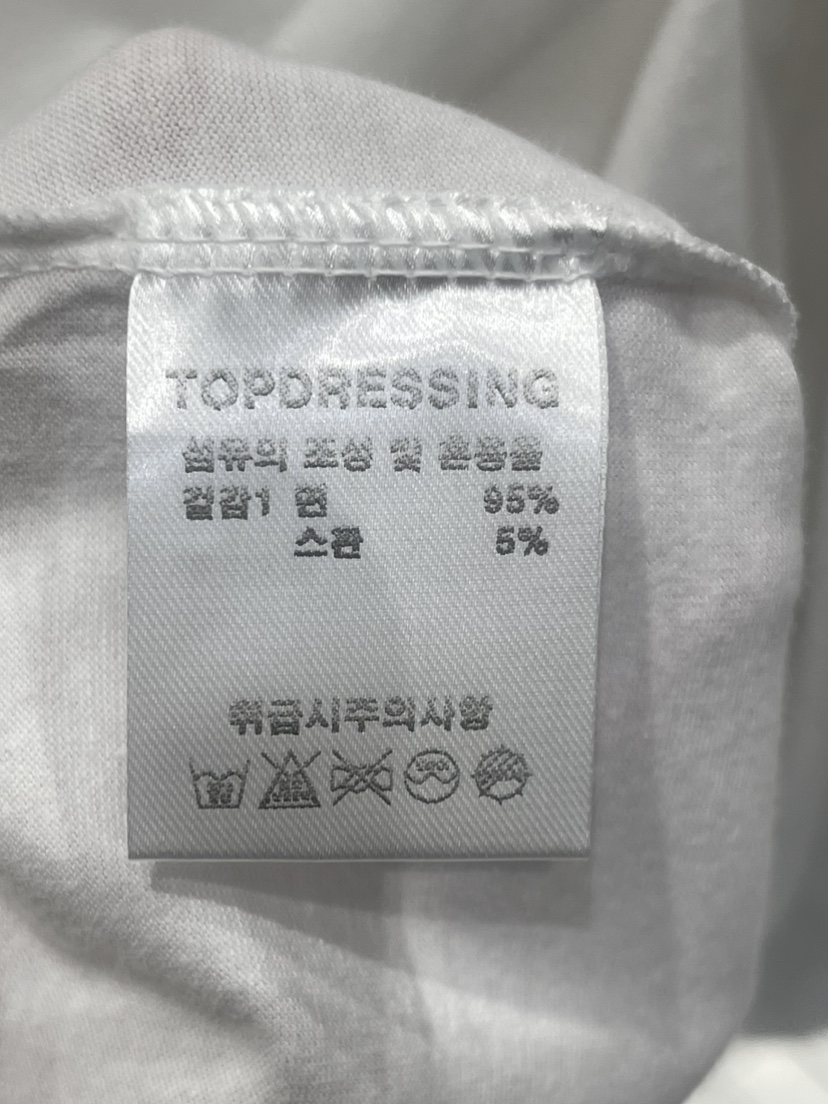 TOPDRESSING
섬유의 조성 및 혼용율
겉감1 면 95%
스판 5%
취급시주의사항